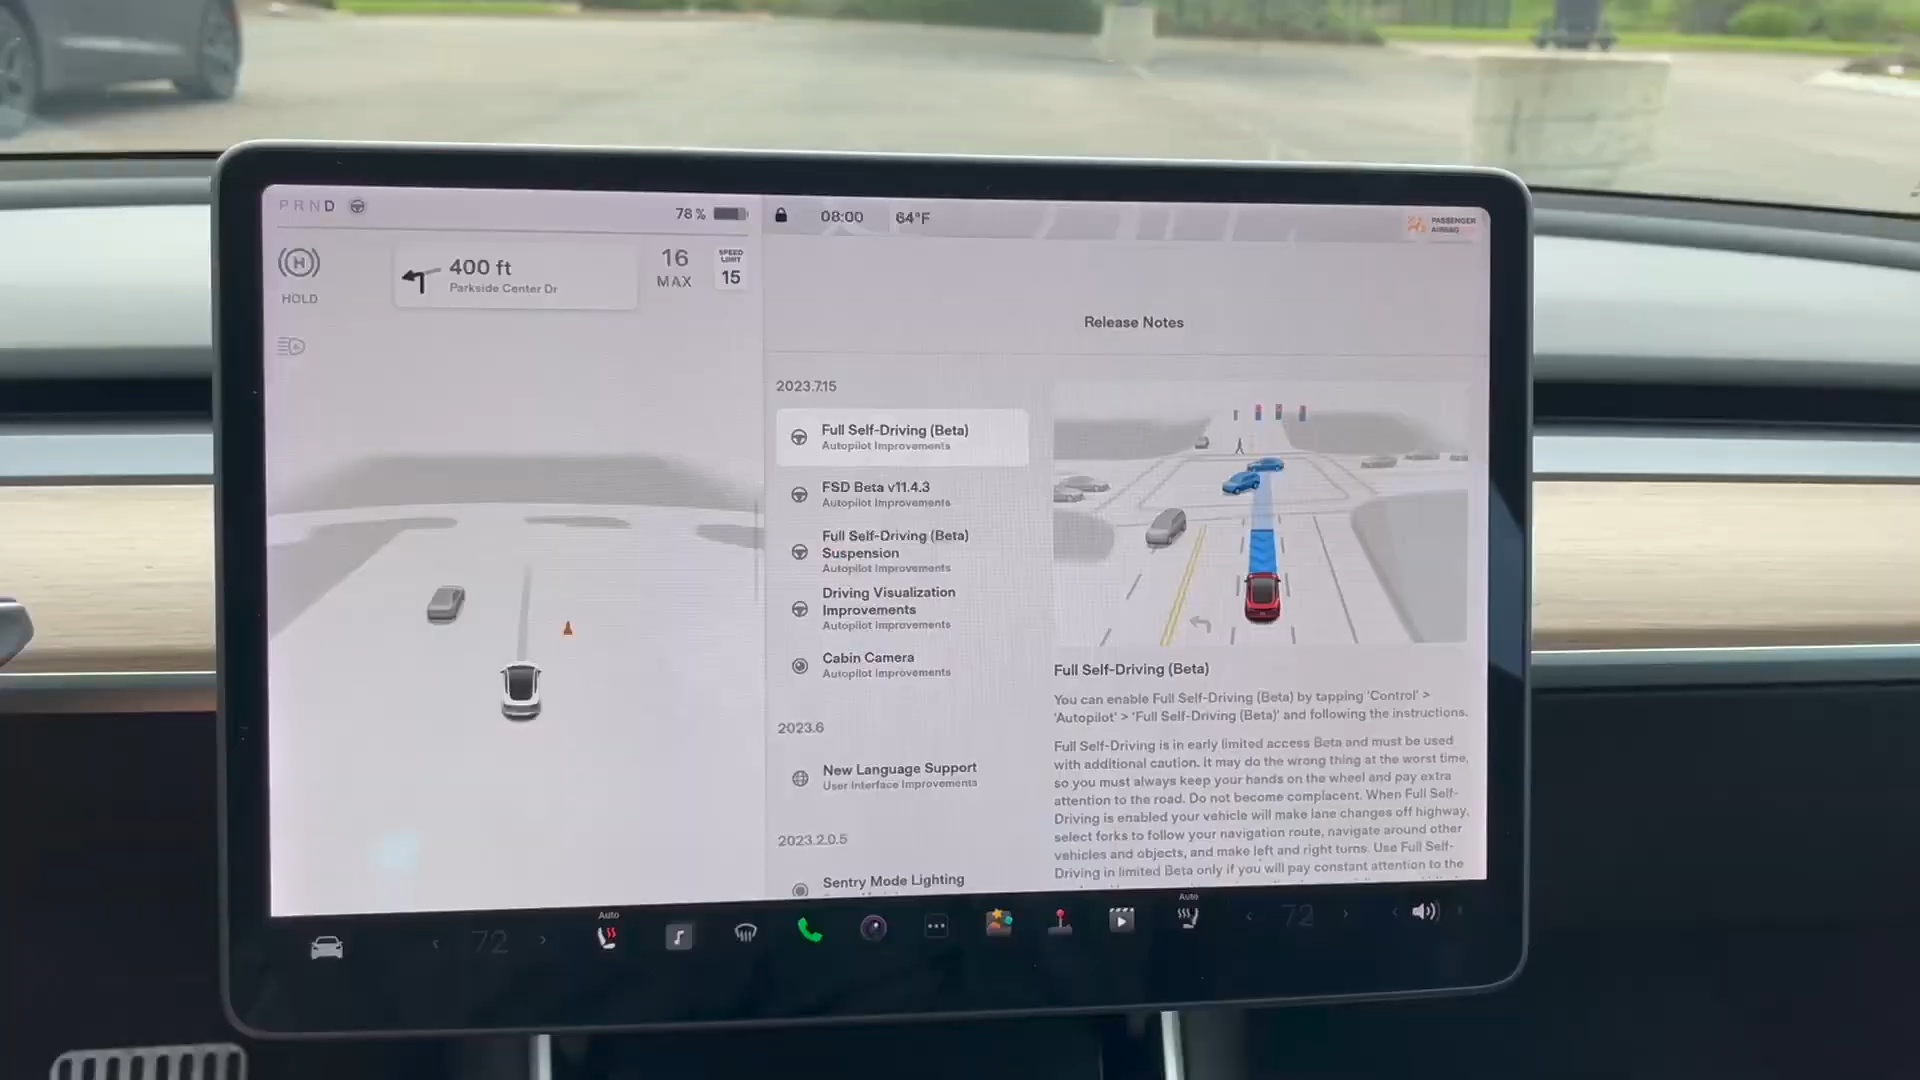 PRND
78 %
08:00
64°F
PASSENGER
AIRBAG
HOLD
400 ft
Parkside Center Dr
16
MAX
SPEED
LIMIT
15
Release Notes
2023.7.15
Full Self-Driving (Beta)
Autopilot Improvements
FSD Beta v11.4.3
Autopilot Improvements
Full Self-Driving (Beta)
Suspension
Autopilot Improvements
Driving Visualization
Improvements
Autopilot Improvements
Cabin Camera
Autopilot Improvements
2023.6
New Language Support
User Interface Improvements
2023.2.0.5
Sentry Mode Lighting
Full Self-Driving (Beta)
You can enable Full Self-Driving (Beta) by tapping 'Control' >
'Autopilot' > 'Full Self-Driving (Beta)' and following the instructions.
Full Self-Driving is in early limited access Beta and must be used
with additional caution. It may do the wrong thing at the worst time,
so you must always keep your hands on the wheel and pay extra
attention to the road. Do not become complacent. When Full Self-
Driving is enabled your vehicle will make lane changes off highway,
select forks to follow your navigation route, navigate around other
vehicles and objects, and make left and right turns. Use Full Self-
Driving in limited Beta only if you will pay constant attention to the
72
Auto
Auto
72